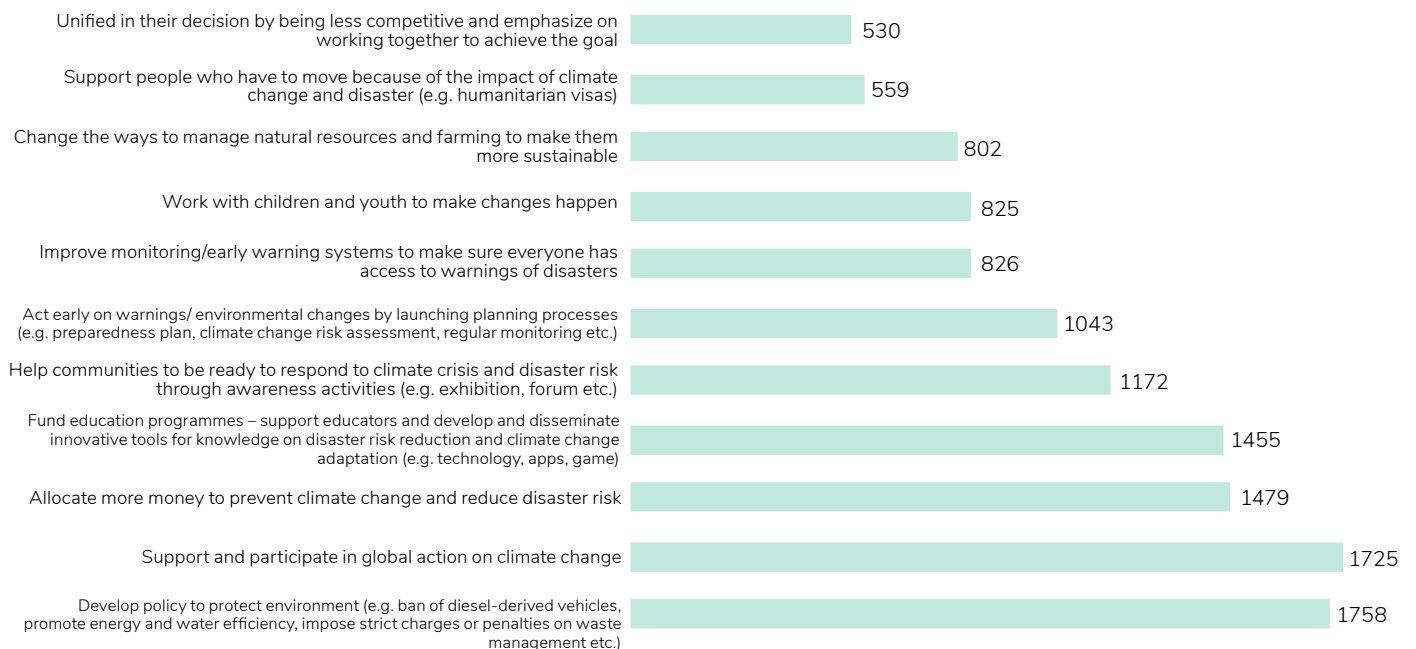 Unified in their decision by being less competitive and emphasize on
working together to achieve the goal
530
Support people who have to move because of the impact of climate
change and disaster (e.g. humanitarian visas)
559
Change the ways to manage natural resources and farming to make them
more sustainable
802
Work with children and youth to make changes happen
825
Improve monitoring/early warning systems to make sure everyone has
access to warnings of disasters
826
Act early on warnings/ environmental changes by launching planning processes
(e.g. preparedness plan, climate change risk assessment, regular monitoring etc.)
1043
Help communities to be ready to respond to climate crisis and disaster risk
through awareness activities (e.g. exhibition, forum etc.)
1172
Fund education programmes – support educators and develop and disseminate
innovative tools for knowledge on disaster risk reduction and climate change
adaptation (e.g. technology, apps, game)
1455
Allocate more money to prevent climate change and reduce disaster risk
1479
Support and participate in global action on climate change
1725
Develop policy to protect environment (e.g. ban of diesel-derived vehicles,
promote energy and water efficiency, impose strict charges or penalties on waste
management etc.)
1758